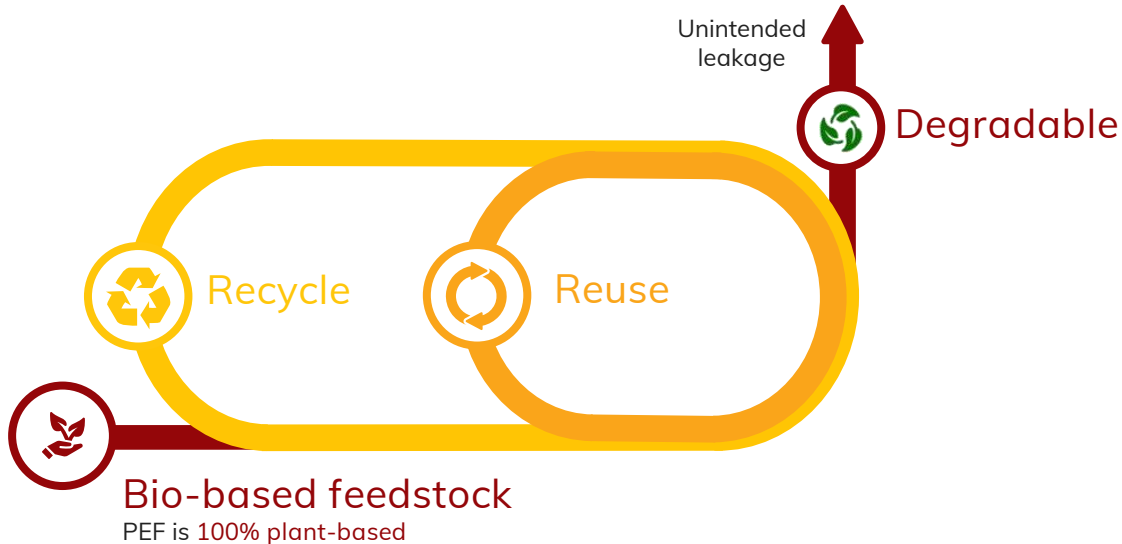 Unintended
leakage
Degradable
Recycle
Reuse
Bio-based feedstock
PEF is 100% plant-based